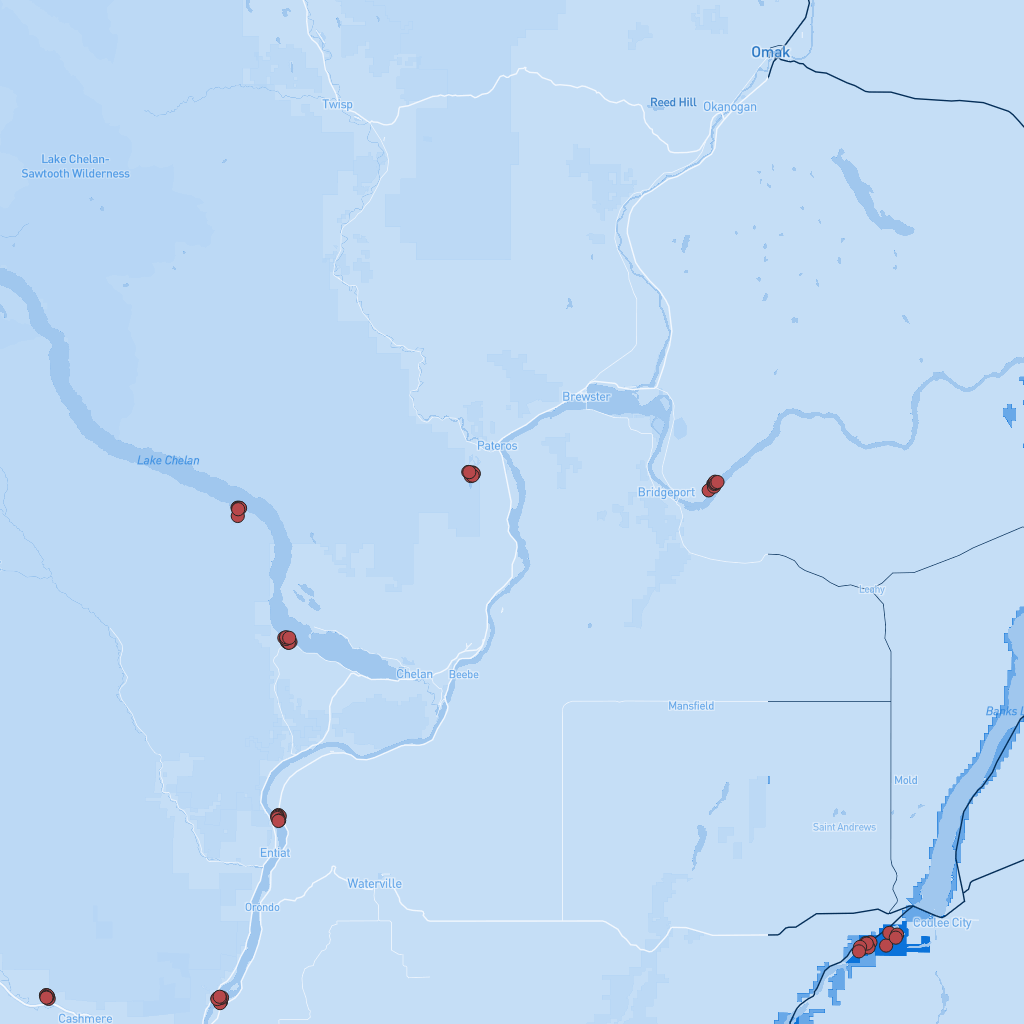 Omak
Twisp
Reed Hill
Okanogan
Lake Chelan-
Sawtooth Wilderness
Brewster
Pateros
Lake Chelan
Bridgeport
Leahy
Chelan
Beebe
Mansfield
Banks
Mold
Saint Andrews
Entiat
Waterville
Orondo
Coulee City
Cashmere